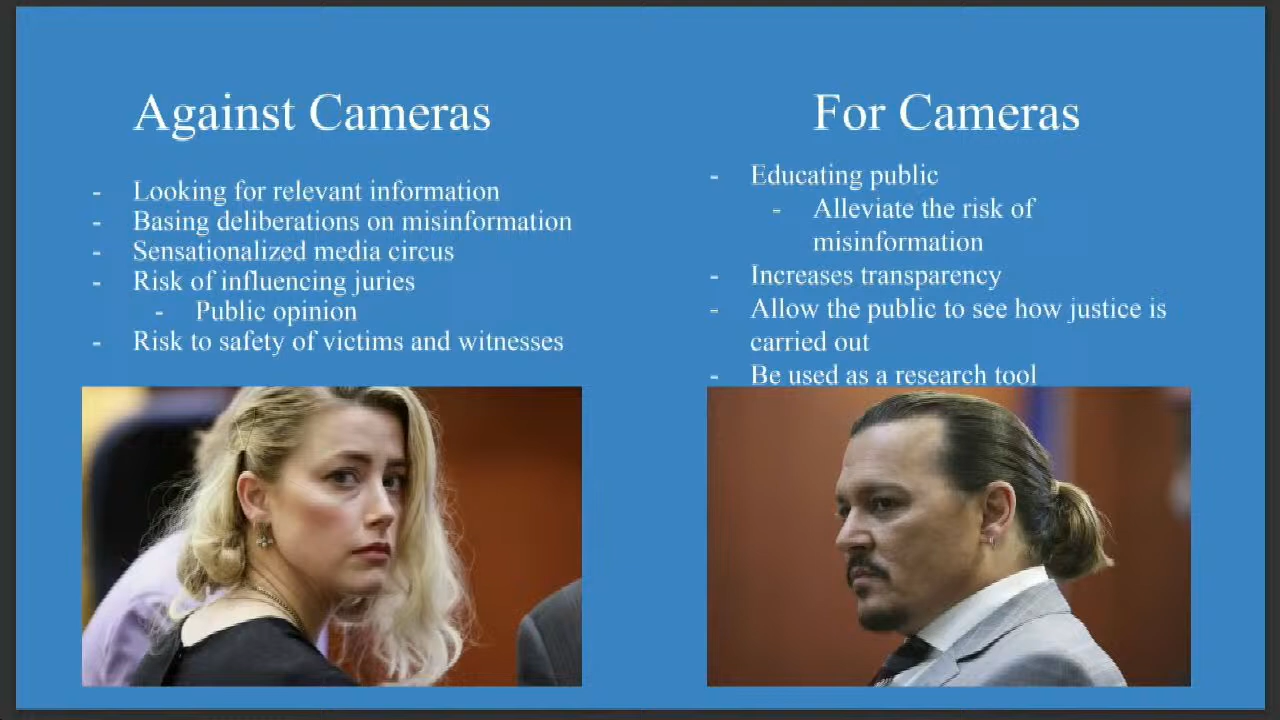 Against Cameras
- Looking for relevant information
- Basing deliberations on misinformation
- Sensationalized media circus
- Risk of influencing juries
- Public opinion
- Risk to safety of victims and witnesses
For Cameras
- Educating public
- Alleviate the risk of
misinformation
- Increases transparency
- Allow the public to see how justice is
carried out
- Be used as a research tool